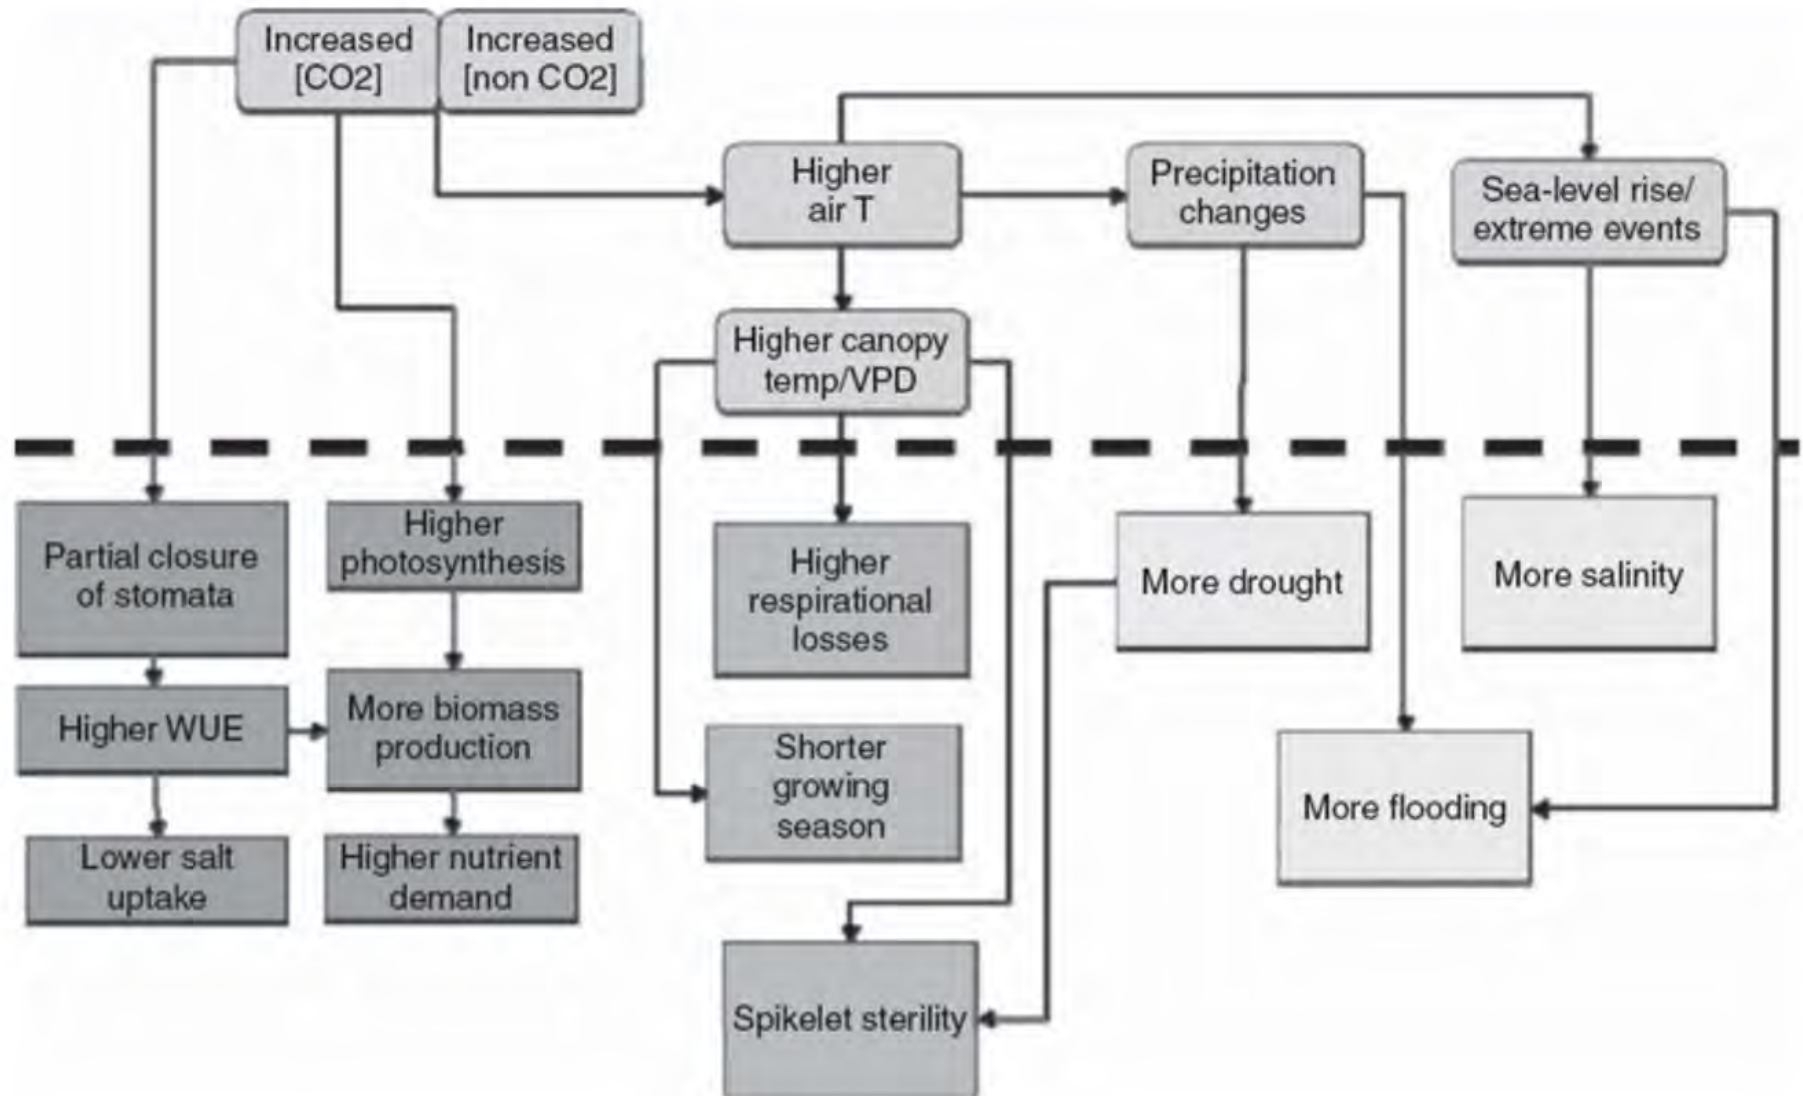 Increased
[CO2]
Increased
[non CO2]
Higher
air T
Precipitation
changes
Sea-level rise/
extreme events
Higher canopy
temp/VPD
Partial closure
of stomata
Higher
photosynthesis
Higher
respirational
losses
More drought
More salinity
Higher WUE
More biomass
production
Shorter
growing
season
More flooding
Lower salt
uptake
Higher nutrient
demand
Spikelet sterility